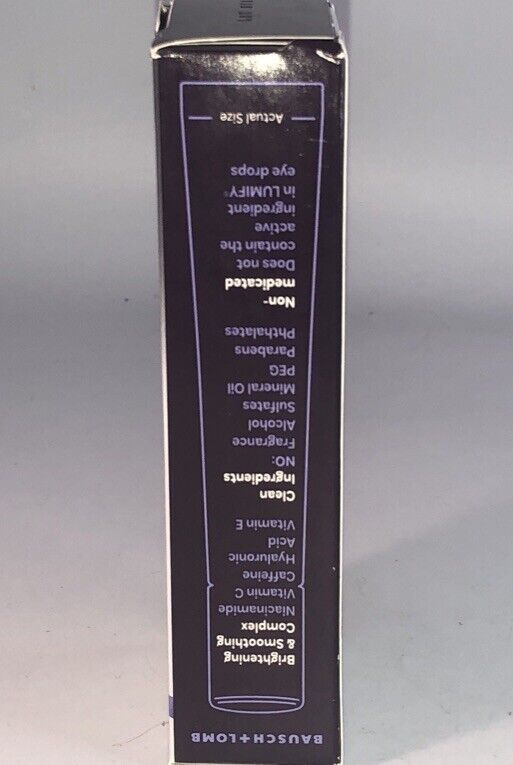 BAUSCH + LOMB
Brightening
& Smoothing
Complex
Niacinamide
Vitamin C
Caffeine
Hyaluronic
Acid
Vitamin E
Clean
Ingredients
NO:
Fragrance
Alcohol
Sulfates
Mineral Oil
PEG
Parabens
Phthalates
Non-
medicated
Does not
contain the
active
ingredient
in LUMIFY®
eye drops
Actual Size